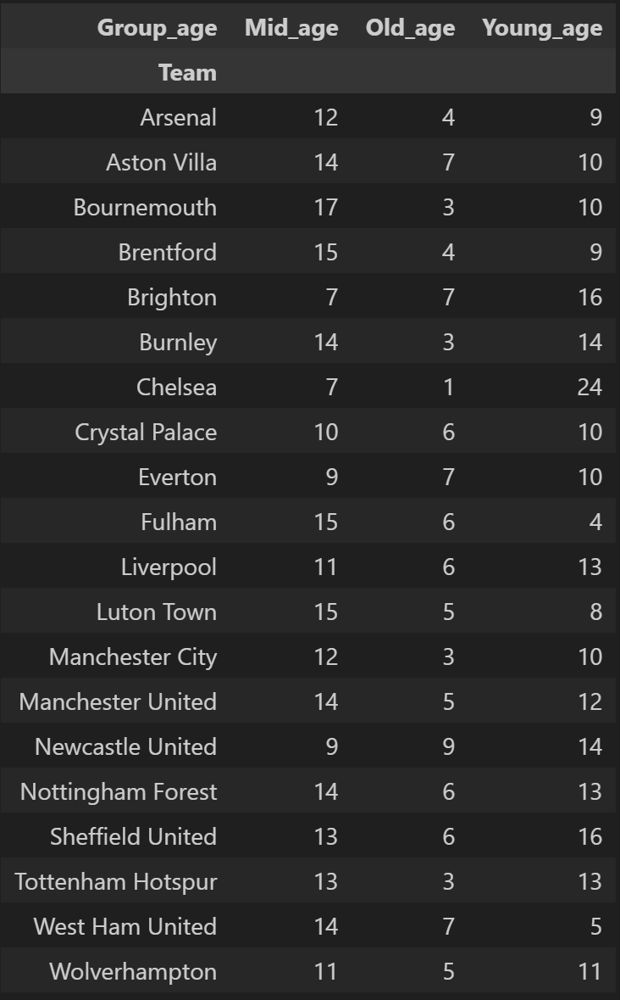 Group_age Mid_age Old_age Young_age
Team
Arsenal 12 4 9
Aston Villa 14 7 10
Bournemouth 17 3 10
Brentford 15 4 9
Brighton 7 7 16
Burnley 14 3 14
Chelsea 7 1 24
Crystal Palace 10 6 10
Everton 9 7 10
Fulham 15 6 4
Liverpool 11 6 13
Luton Town 15 5 8
Manchester City 12 3 10
Manchester United 14 5 12
Newcastle United 9 9 14
Nottingham Forest 14 6 13
Sheffield United 13 6 16
Tottenham Hotspur 13 3 13
West Ham United 14 7 5
Wolverhampton 11 5 11